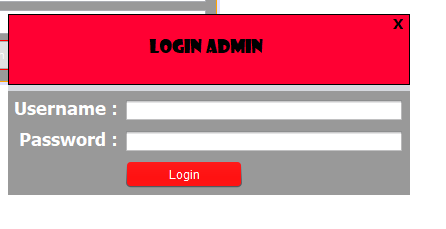 X
LOGIN ADMIN
Username :
Password :
Login